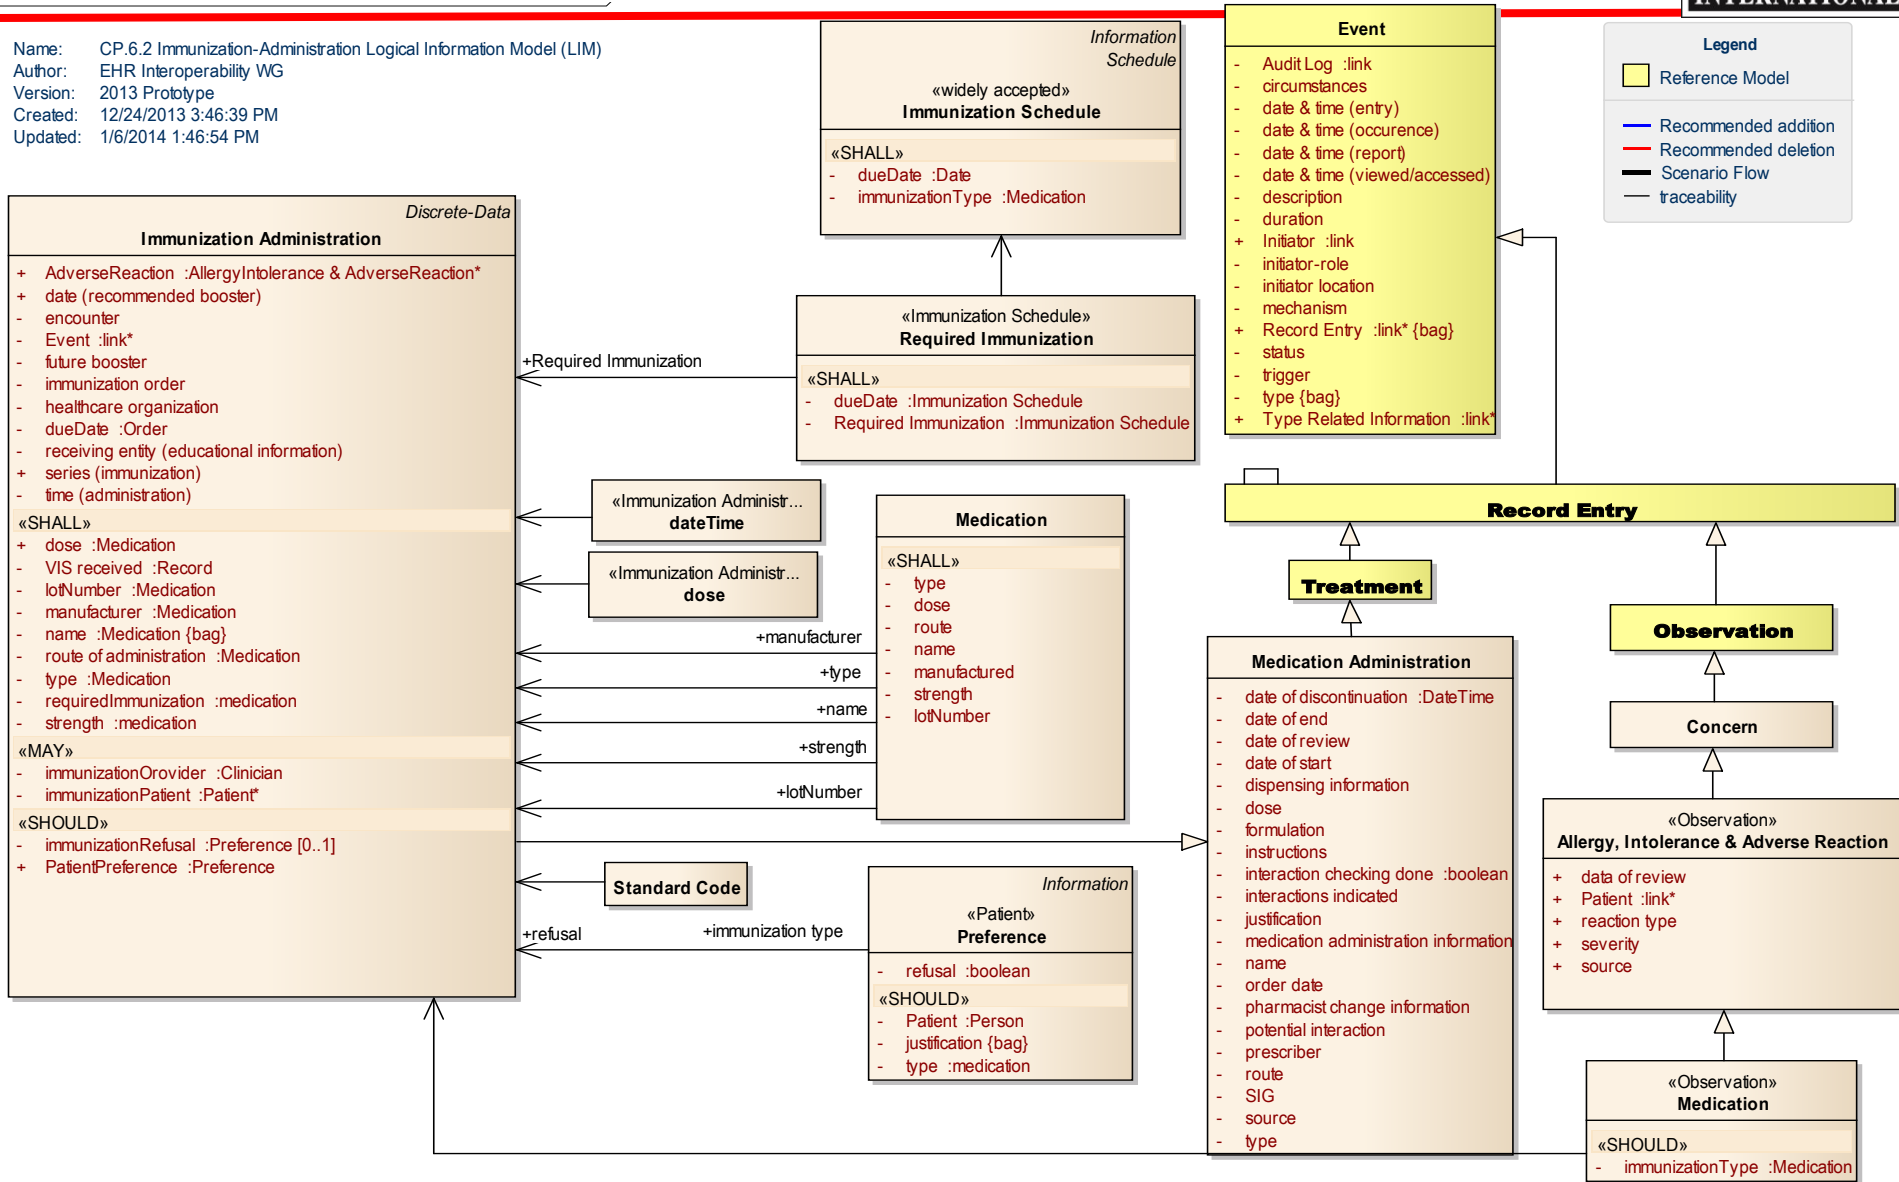 INTERNATIONAL
Name: CP.6.2 Immunization-Administration Logical Information Model (LIM)
Author: EHR Interoperability WG
Version: 2013 Prototype
Created: 12/24/2013 3:46:39 PM
Updated: 1/6/2014 1:46:54 PM
Information
Schedule
«widely accepted»
Immunization Schedule
«SHALL»
- dueDate :Date
- immunizationType :Medication
Event
- Audit Log :link
- circumstances
- date & time (entry)
- date & time (occurence)
- date & time (report)
- date & time (viewed/accessed)
- description
- duration
+ Initiator :link
- initiator-role
- initiator location
- mechanism
+ Record Entry :link* {bag}
- status
- trigger
- type {bag}
+ Type Related Information :link*
Legend
Reference Model
Recommended addition
Recommended deletion
Scenario Flow
traceability
Discrete-Data
Immunization Administration
+ AdverseReaction :AllergyIntolerance & AdverseReaction*
+ date (recommended booster)
- encounter
- Event :link*
- future booster
- immunization order
- healthcare organization
- dueDate :Order
- receiving entity (educational information)
+ series (immunization)
- time (administration)
«SHALL»
+ dose :Medication
- VIS received :Record
- lotNumber :Medication
- manufacturer :Medication
- name :Medication {bag}
- route of administration :Medication
- type :Medication
- requiredImmunization :medication
- strength :medication
«MAY»
- immunizationOrovider :Clinician
- immunizationPatient :Patient*
«SHOULD»
- immunizationRefusal :Preference [0..1]
+ PatientPreference :Preference
+Required Immunization
«Immunization Schedule»
Required Immunization
«SHALL»
- dueDate :Immunization Schedule
- Required Immunization :Immunization Schedule
«Immunization Administr...
dateTime
«Immunization Administr...
dose
Medication
«SHALL»
- type
- dose
- route
- name
- manufactured
- strength
- lotNumber
+manufacturer
+type
+name
+strength
+lotNumber
Standard Code
+refusal
+immunization type
Information
«Patient»
Preference
- refusal :boolean
«SHOULD»
- Patient :Person
- justification {bag}
- type :medication
Record Entry
Treatment
Medication Administration
- date of discontinuation :DateTime
- date of end
- date of review
- date of start
- dispensing information
- dose
- formulation
- instructions
- interaction checking done :boolean
- interactions indicated
- justification
- medication administration information
- name
- order date
- pharmacist change information
- potential interaction
- prescriber
- route
- SIG
- source
- type
Observation
Concern
«Observation»
Allergy, Intolerance & Adverse Reaction
+ data of review
+ Patient :link*
+ reaction type
+ severity
+ source
«Observation»
Medication
«SHOULD»
- immunizationType :Medication